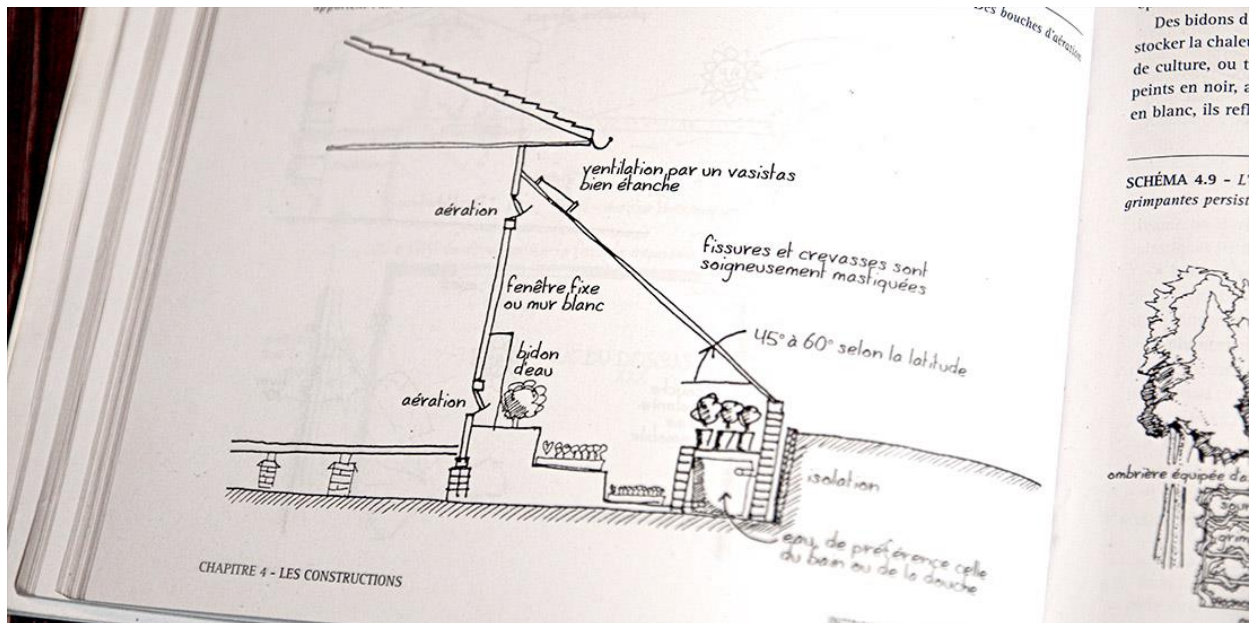 Des bouches d'aération
ventilation par un vasistas
bien étanche
aération
fissures et crevasses sont
soigneusement mastiquées
fenêtre fixe
ou mur blanc
45° à 60° selon la latitude
bidon
d'eau
aération
isolation
eau, de préférence celle
du bain ou de la douche
CHAPITRE 4 - LES CONSTRUCTIONS
Des bidons d
stocker la chale
de culture, ou t
peints en noir, a
en blanc, ils refl
SCHÉMA 4.9 - L'
grimpantes persist
ombrière équipée d'a